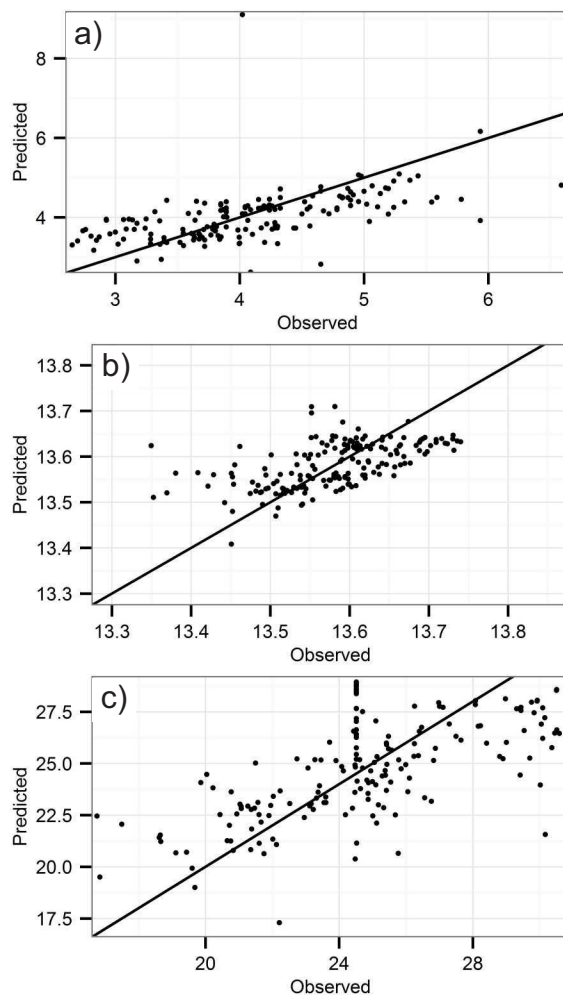 a)
8
6
4
Predicted
3 4 5 6
Observed
b)
13.8
13.7
13.6
13.5
13.4
13.3
Predicted
13.3 13.4 13.5 13.6 13.7 13.8
Observed
c)
27.5
25.0
22.5
20.0
17.5
Predicted
20 24 28
Observed